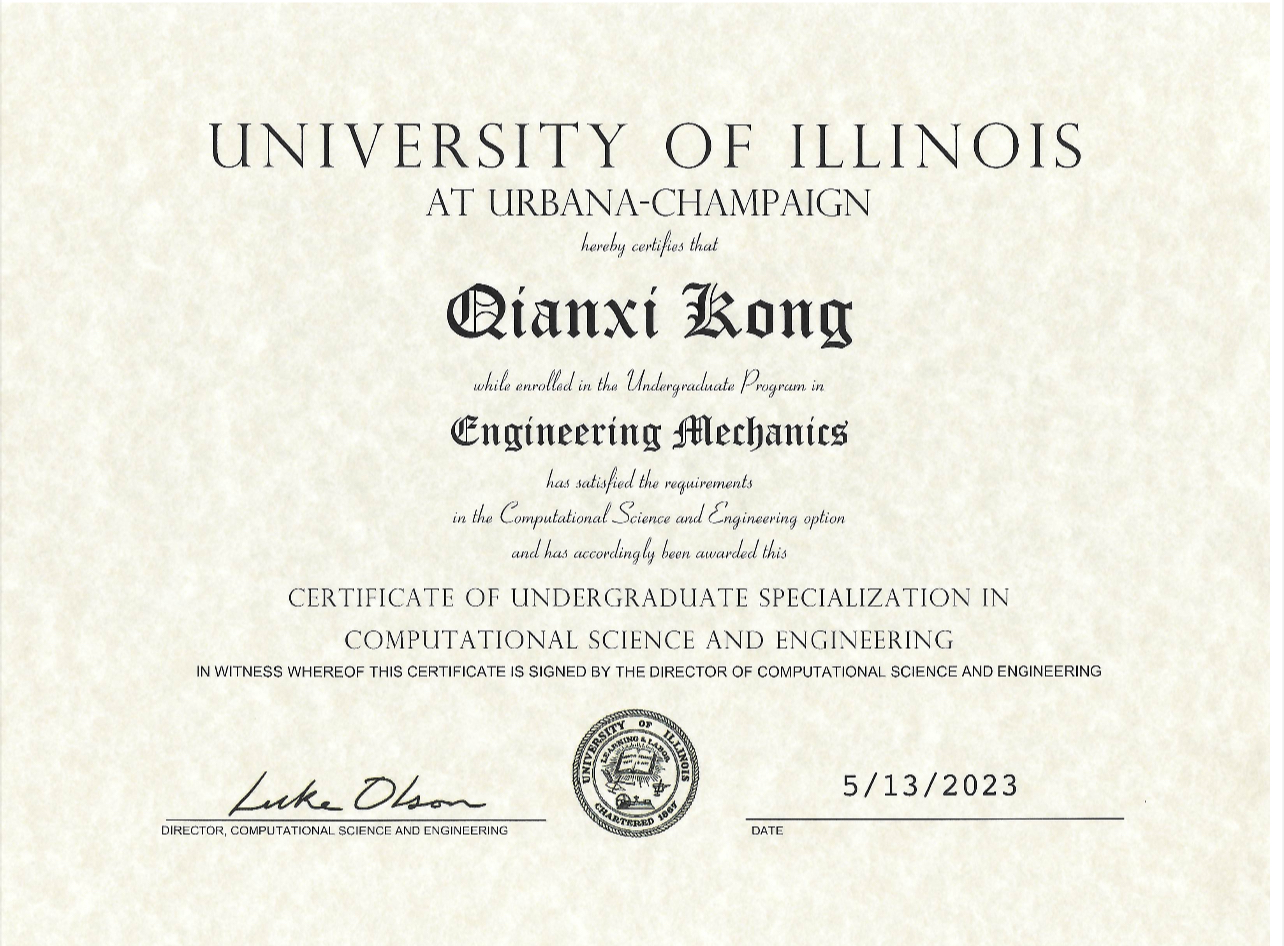 UNIVERSITY OF ILLINOIS
AT URBANA-CHAMPAIGN
hereby certifies that
Qianxi Kong
while enrolled in the Undergraduate Program in
Engineering Mechanics
has satisfied the requirements
in the Computational Science and Engineering option
and has accordingly been awarded this
CERTIFICATE OF UNDERGRADUATE SPECIALIZATION IN
COMPUTATIONAL SCIENCE AND ENGINEERING
IN WITNESS WHEREOF THIS CERTIFICATE IS SIGNED BY THE DIRECTOR OF COMPUTATIONAL SCIENCE AND ENGINEERING
UNIVERSITY OF ILLINOIS
LEARNING & LABOR
CHARTERED 1867
Luke Olson
5/13/2023
DIRECTOR, COMPUTATIONAL SCIENCE AND ENGINEERING
DATE